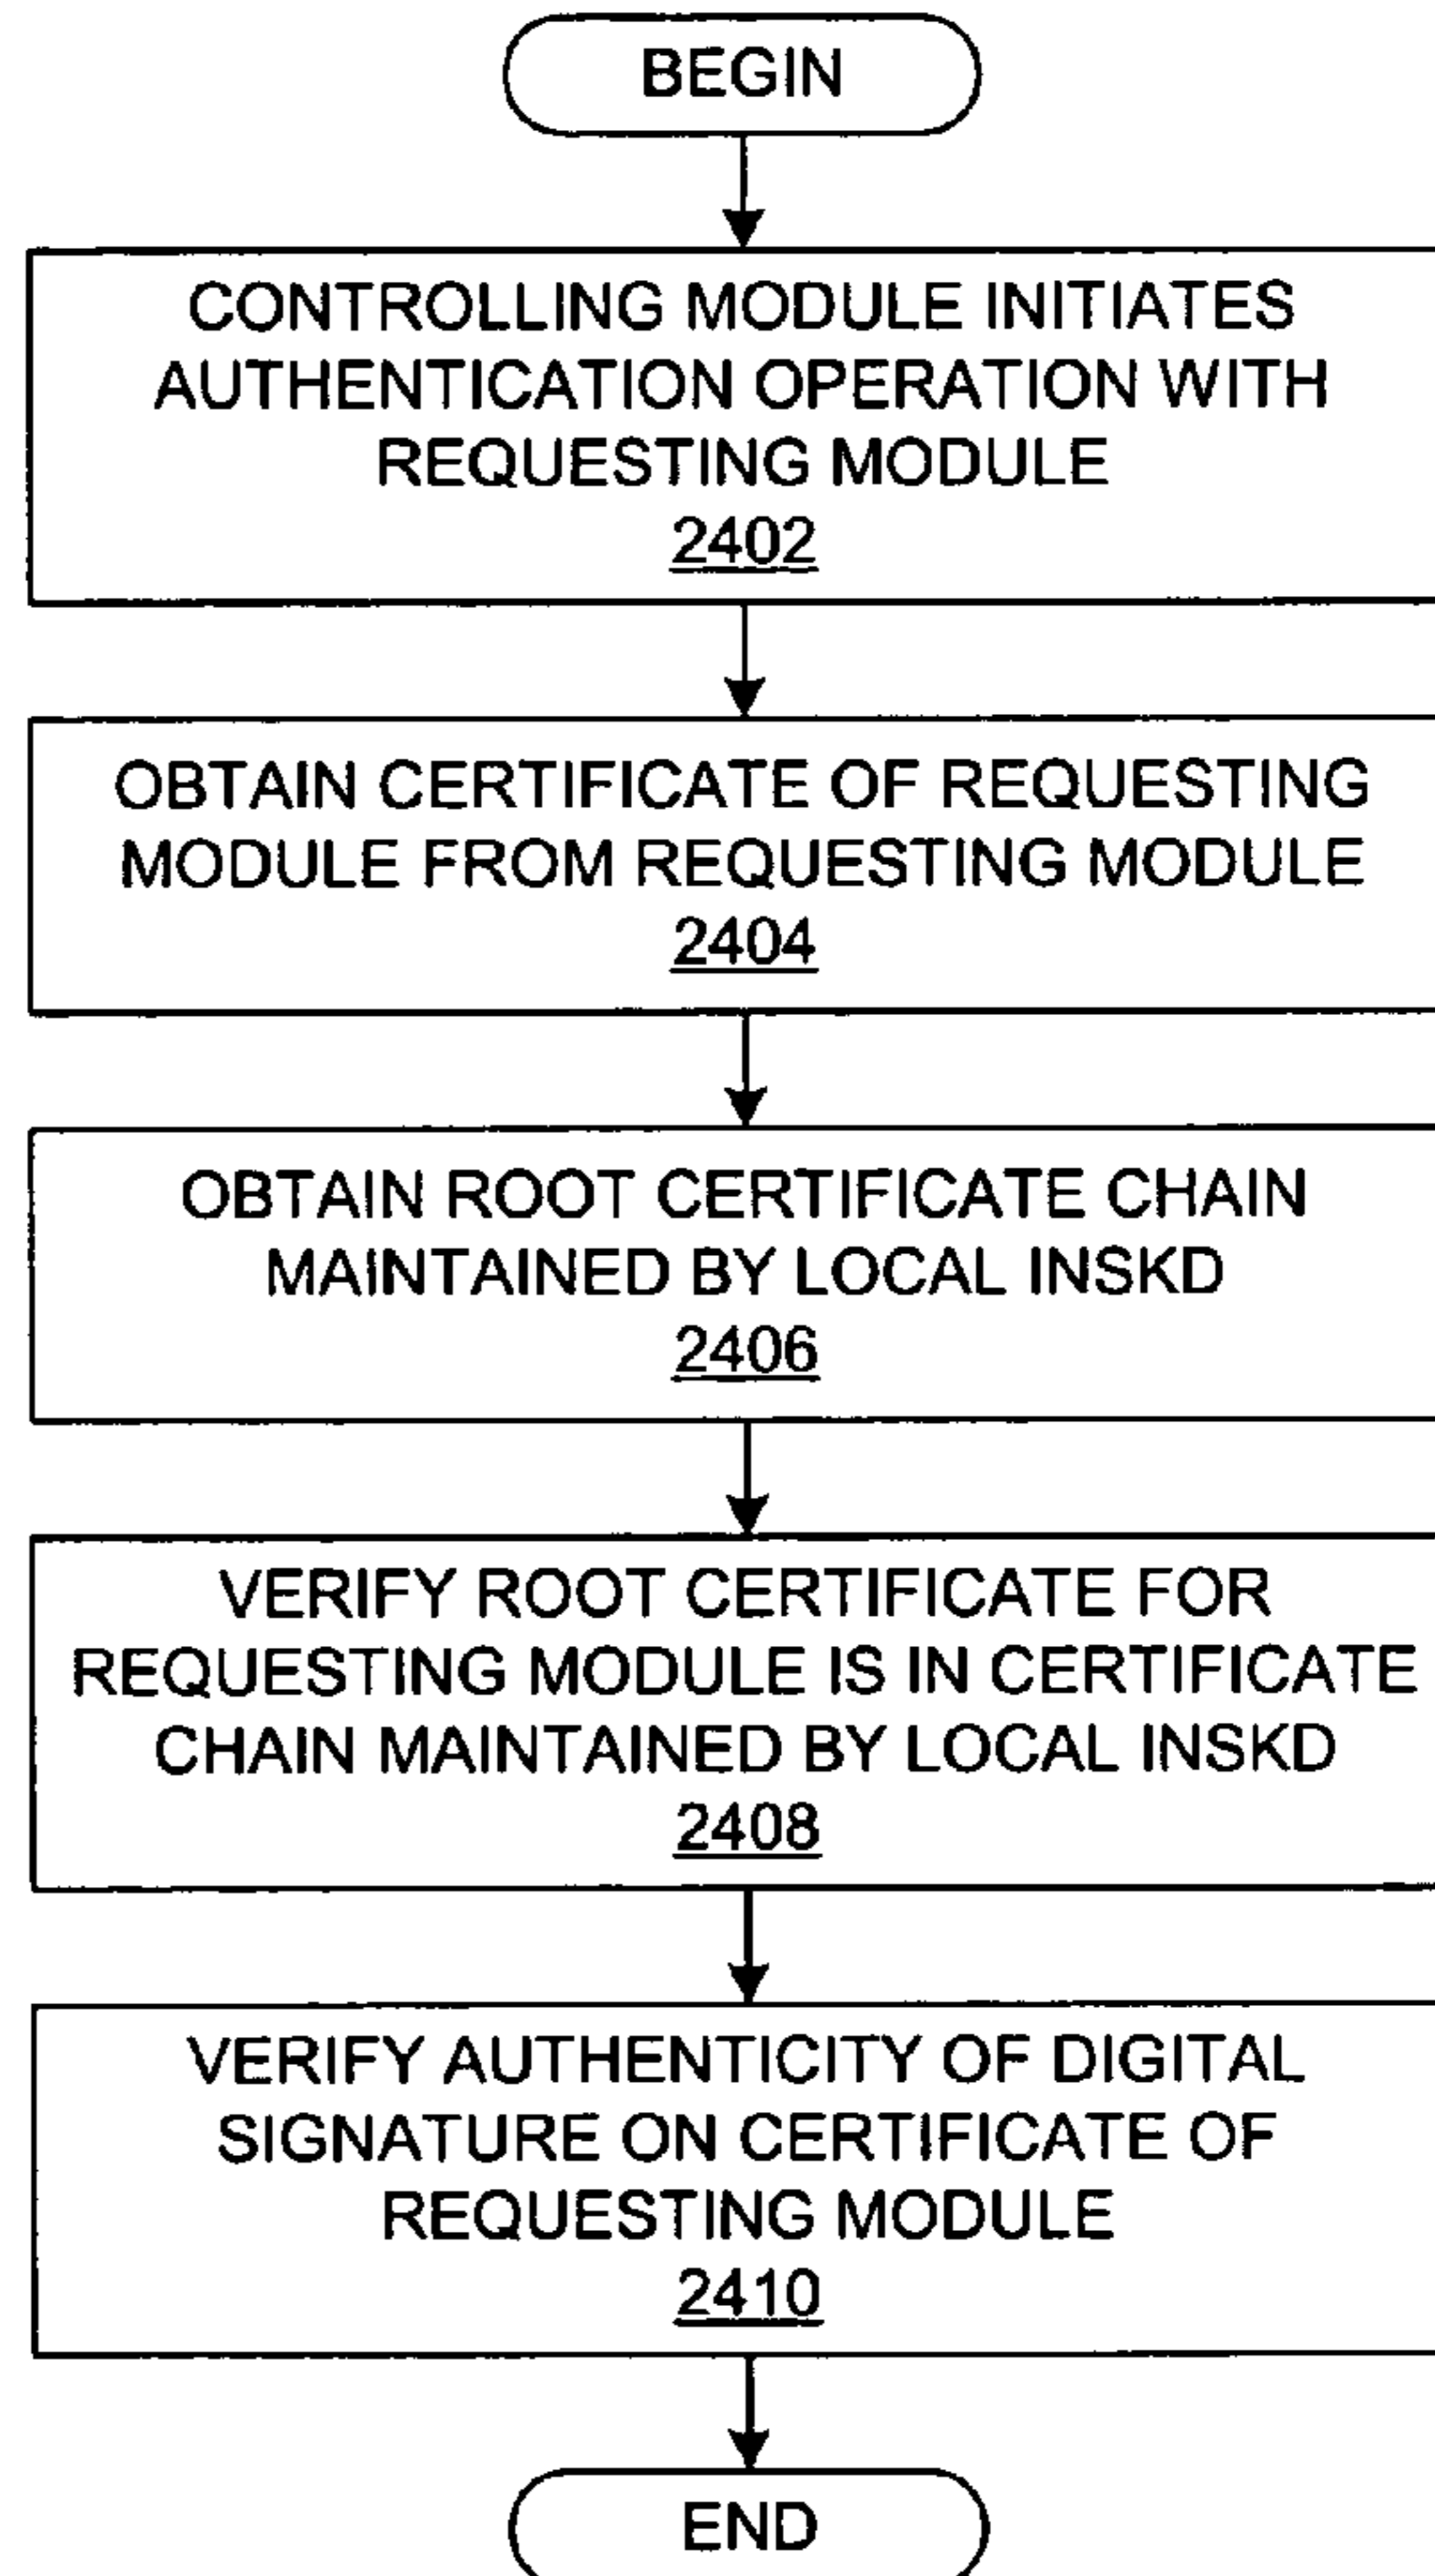 BEGIN
CONTROLLING MODULE INITIATES
AUTHENTICATION OPERATION WITH
REQUESTING MODULE
2402
OBTAIN CERTIFICATE OF REQUESTING
MODULE FROM REQUESTING MODULE
2404
OBTAIN ROOT CERTIFICATE CHAIN
MAINTAINED BY LOCAL INSKD
2406
VERIFY ROOT CERTIFICATE FOR
REQUESTING MODULE IS IN CERTIFICATE
CHAIN MAINTAINED BY LOCAL INSKD
2408
VERIFY AUTHENTICITY OF DIGITAL
SIGNATURE ON CERTIFICATE OF
REQUESTING MODULE
2410
END